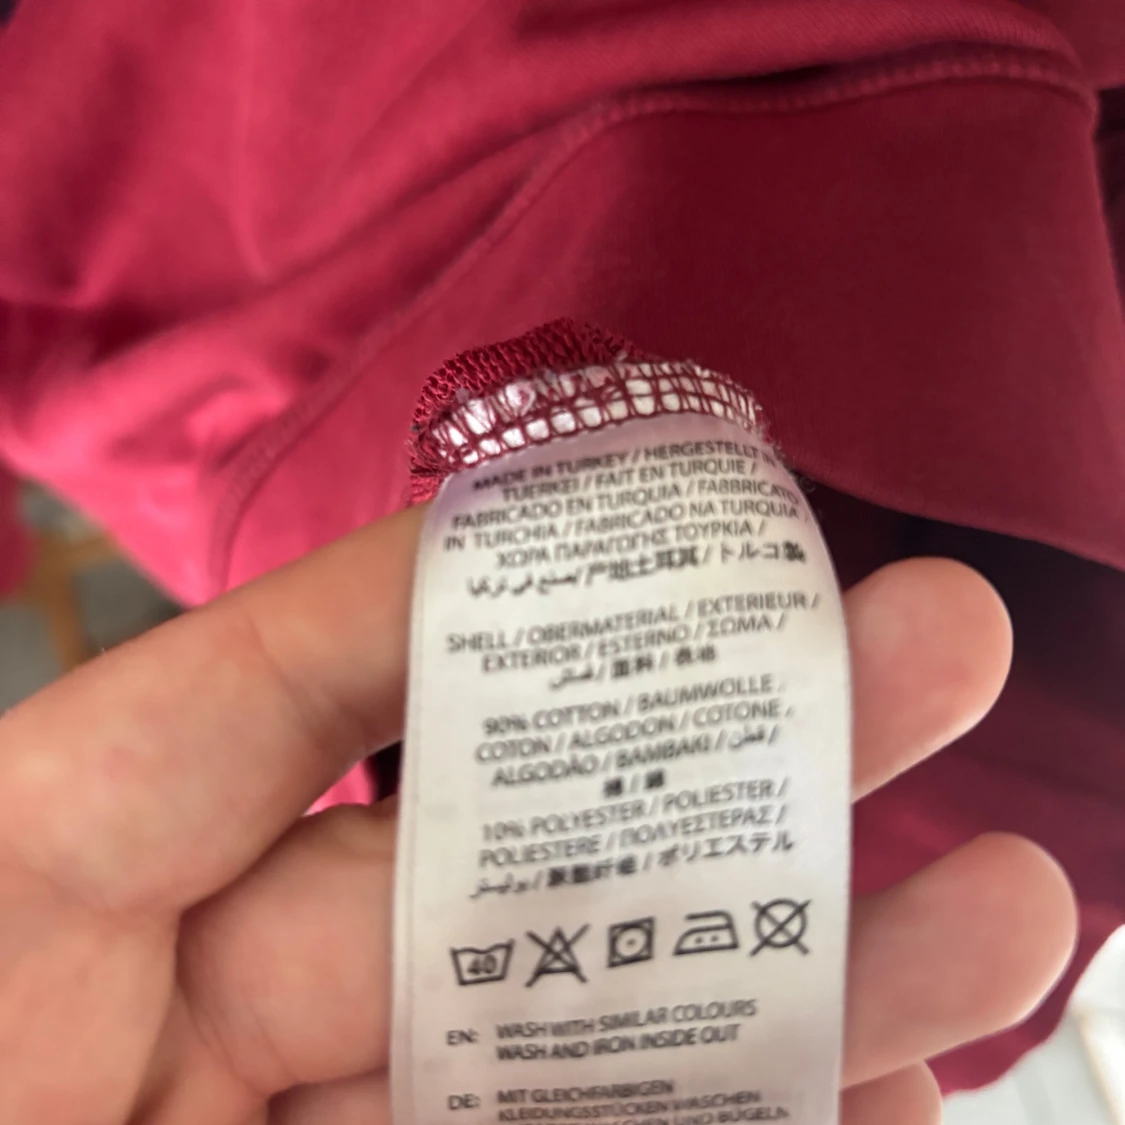 MADE IN TURKEY / HERGESTELLT IN
TUERKEI / FAIT EN TURQUIE /
FABRICADO EN TURQUIA / FABBRICATO
IN TURCHIA / FABRICADO NA TURQUIA /
ΧΩΡΑ ΠΑΡΑΓΩΓΗΣ ΤΟΥΡΚΙΑ /
يصنع في تركيا / 产地土耳其 / トルコ製
SHELL / OBERMATERIAL / EXTERIEUR /
EXTERIOR / ESTERNO / ΣΩΜΑ /
面料 / 表地
90% COTTON / BAUMWOLLE /
COTON / ALGODON / COTONE /
ALGODÃO / BAMBAKI / قطن /
棉 / 綿
10% POLYESTER / POLIESTER /
POLIESTERE / ΠΟΛΥΕΣΤΕΡΑΣ /
بوليستر / 聚酯纤维 / ポリエステル
40
EN: WASH WITH SIMILAR COLOURS
WASH AND IRON INSIDE OUT
DE: MIT GLEICHFARBIGEN
KLEIDUNGSSTÜCKEN WASCHEN
WASCHEN UND BÜGELN